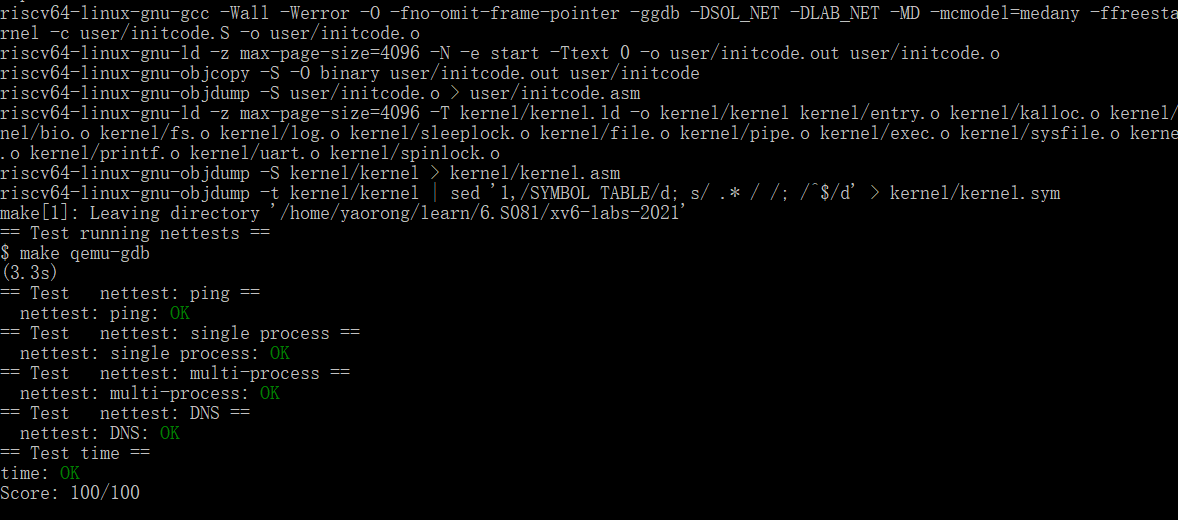 riscv64-linux-gnu-gcc -Wall -Werror -O -fno-omit-frame-pointer -ggdb -DSOL_NET -DLAB_NET -MD -mcmodel=medany -ffreesta
rnel -c user/initcode.S -o user/initcode.o
riscv64-linux-gnu-ld -z max-page-size=4096 -N -e start -Ttext 0 -o user/initcode.out user/initcode.o
riscv64-linux-gnu-objcopy -S -O binary user/initcode.out user/initcode
riscv64-linux-gnu-objdump -S user/initcode.o > user/initcode.asm
riscv64-linux-gnu-ld -z max-page-size=4096 -T kernel/kernel.ld -o kernel/kernel kernel/entry.o kernel/kalloc.o kernel/
nel/bio.o kernel/fs.o kernel/log.o kernel/sleeplock.o kernel/file.o kernel/pipe.o kernel/exec.o kernel/sysfile.o kerne
.o kernel/printf.o kernel/uart.o kernel/spinlock.o
riscv64-linux-gnu-objdump -S kernel/kernel > kernel/kernel.asm
riscv64-linux-gnu-objdump -t kernel/kernel | sed '1,/SYMBOL TABLE/d; s/ .* / /; /^$/d' > kernel/kernel.sym
make[1]: Leaving directory '/home/yaorong/learn/6.S081/xv6-labs-2021'
== Test running nettests ==
$ make qemu-gdb
(3.3s)
== Test   nettest: ping ==
  nettest: ping: OK
== Test   nettest: single process ==
  nettest: single process: OK
== Test   nettest: multi-process ==
  nettest: multi-process: OK
== Test   nettest: DNS ==
  nettest: DNS: OK
== Test time ==
time: OK
Score: 100/100